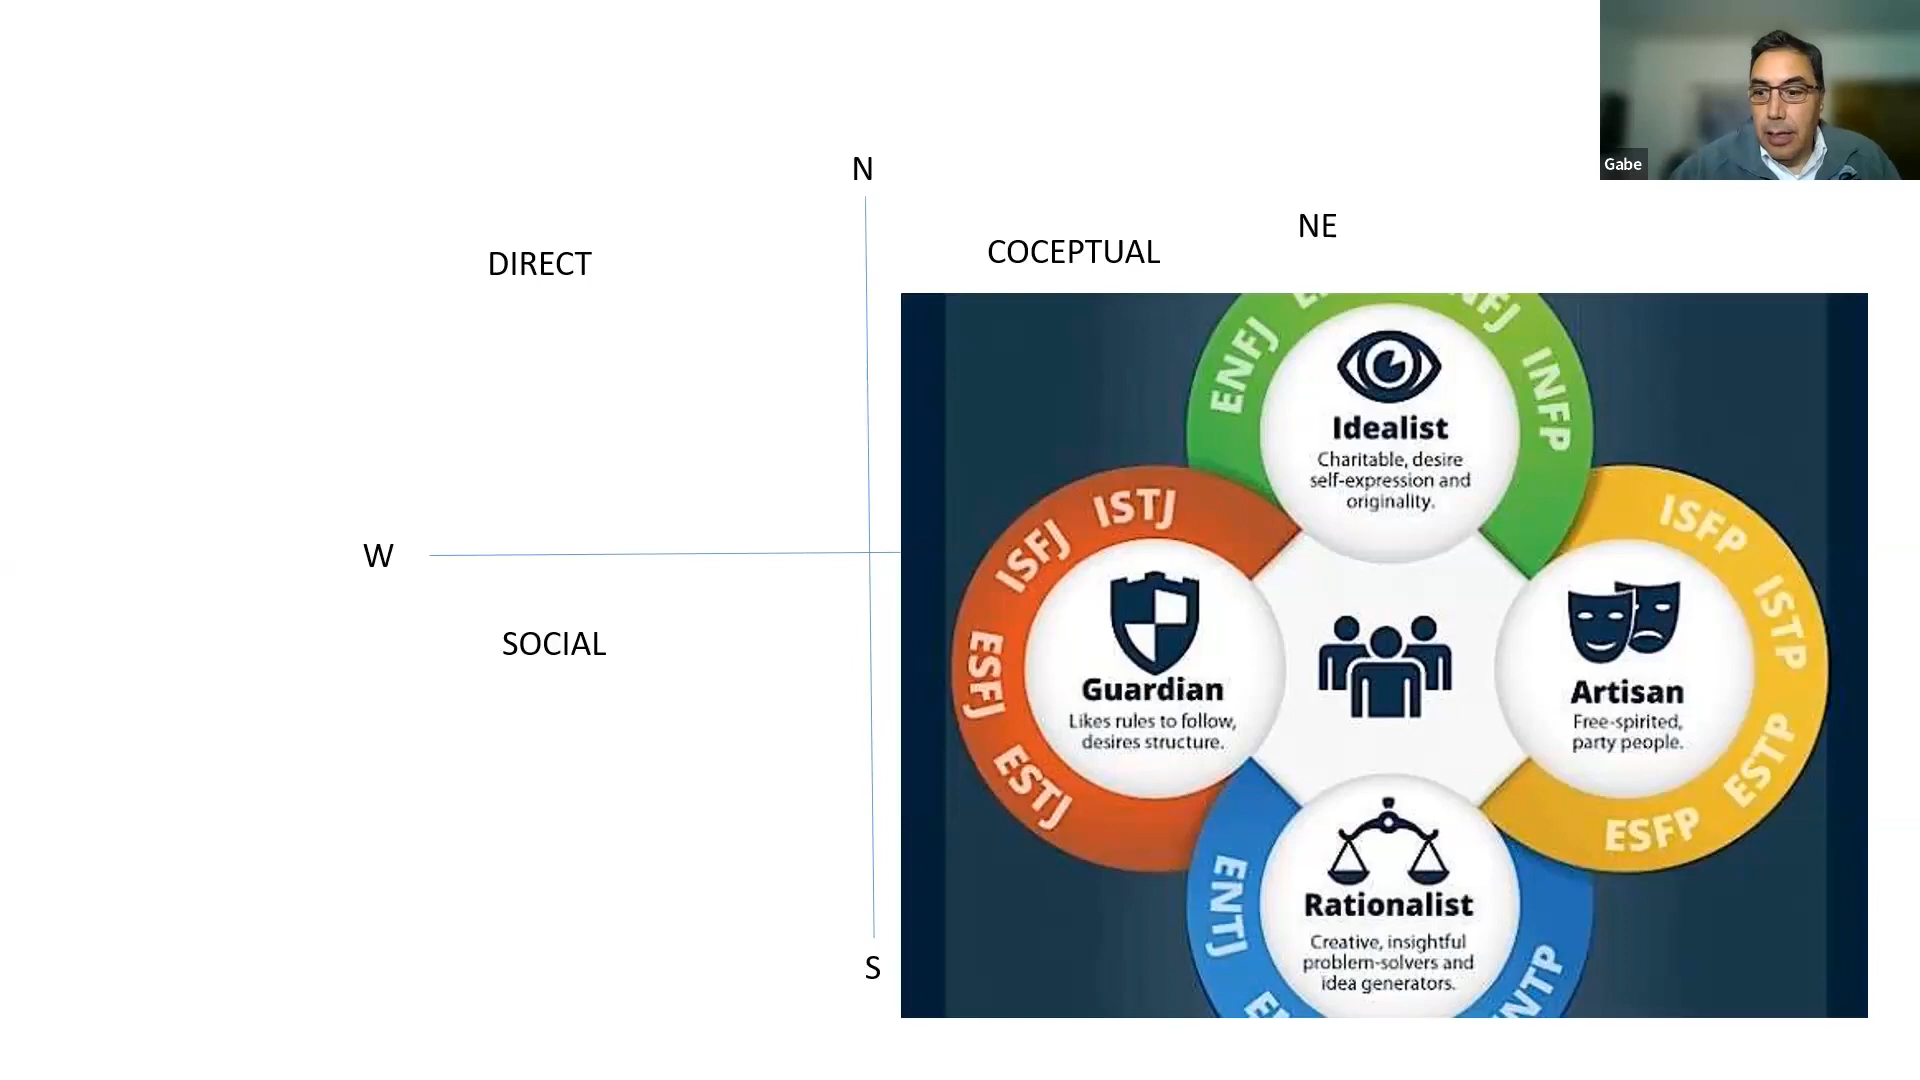 Gabe
N
NE
COCEPTUAL
DIRECT
W
SOCIAL
S
ENFJ
INFP
Idealist
Charitable, desire
self-expression and
originality.
ISTJ
ISFJ
ESFJ
ESTJ
Guardian
Likes rules to follow,
desires structure.
ISFP
ISTP
ESTP
ESFP
Artisan
Free-spirited,
party people.
ENTJ
Rationalist
Creative, insightful
problem-solvers and
idea generators.